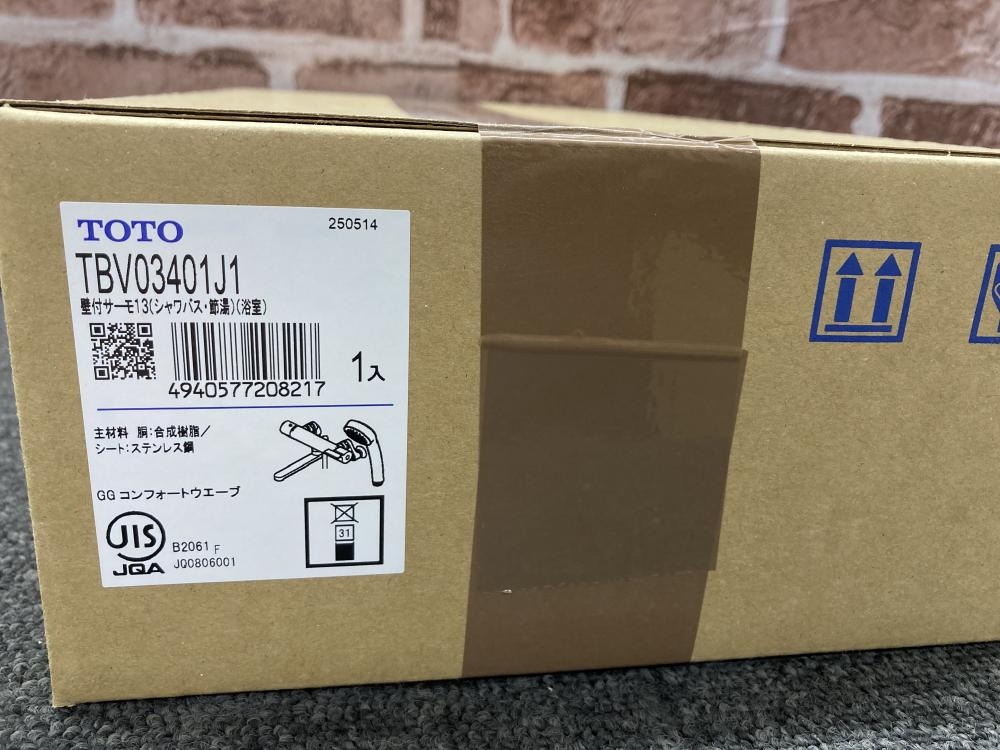 TOTO 250514
TBV03401J1
壁付サーモ13(シャワバス・節湯)(浴室)
4940577208217
1入
主材料 胴:合成樹脂/
シート:ステンレス鋼
GG コンフォートウエーブ
JIS
JQA
B2061 F
JQ0806001
31